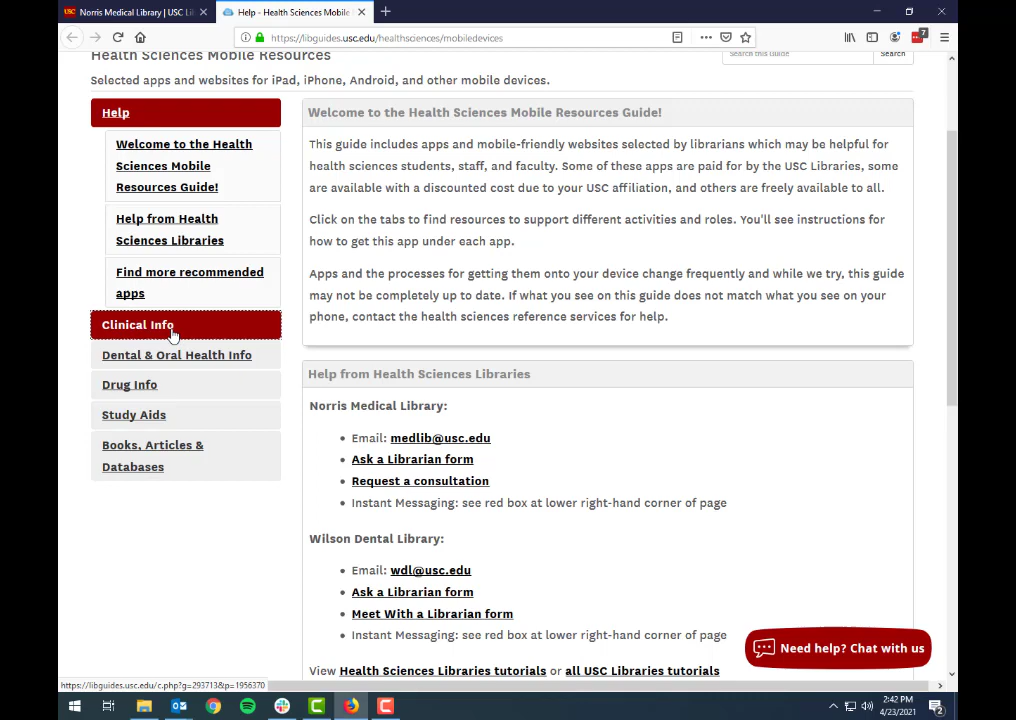 Norris Medical Library | USC Li
Help - Health Sciences Mobile
https://libguides.usc.edu/healthsciences/mobiledevices
7
Health Sciences Mobile Resources
Search this Guide
Search
Selected apps and websites for iPad, iPhone, Android, and other mobile devices.
Help
Welcome to the Health
Sciences Mobile
Resources Guide!
Help from Health
Sciences Libraries
Find more recommended
apps
Clinical Info
Dental & Oral Health Info
Drug Info
Study Aids
Books, Articles &
Databases
Welcome to the Health Sciences Mobile Resources Guide!
This guide includes apps and mobile-friendly websites selected by librarians which may be helpful for
health sciences students, staff, and faculty. Some of these apps are paid for by the USC Libraries, some
are available with a discounted cost due to your USC affiliation, and others are freely available to all.
Click on the tabs to find resources to support different activities and roles. You'll see instructions for
how to get this app under each app.
Apps and the processes for getting them onto your device change frequently and while we try, this guide
may not be completely up to date. If what you see on this guide does not match what you see on your
phone, contact the health sciences reference services for help.
Help from Health Sciences Libraries
Norris Medical Library:
• Email: medlib@usc.edu
• Ask a Librarian form
• Request a consultation
• Instant Messaging: see red box at lower right-hand corner of page
Wilson Dental Library:
• Email: wdl@usc.edu
• Ask a Librarian form
• Meet With a Librarian form
• Instant Messaging: see red box at lower right-hand corner of page
View Health Sciences Libraries tutorials or all USC Libraries tutorials
Need help? Chat with us
https://libguides.usc.edu/c.php?g=293713&p=1956370
2:42 PM
4/23/2021
2